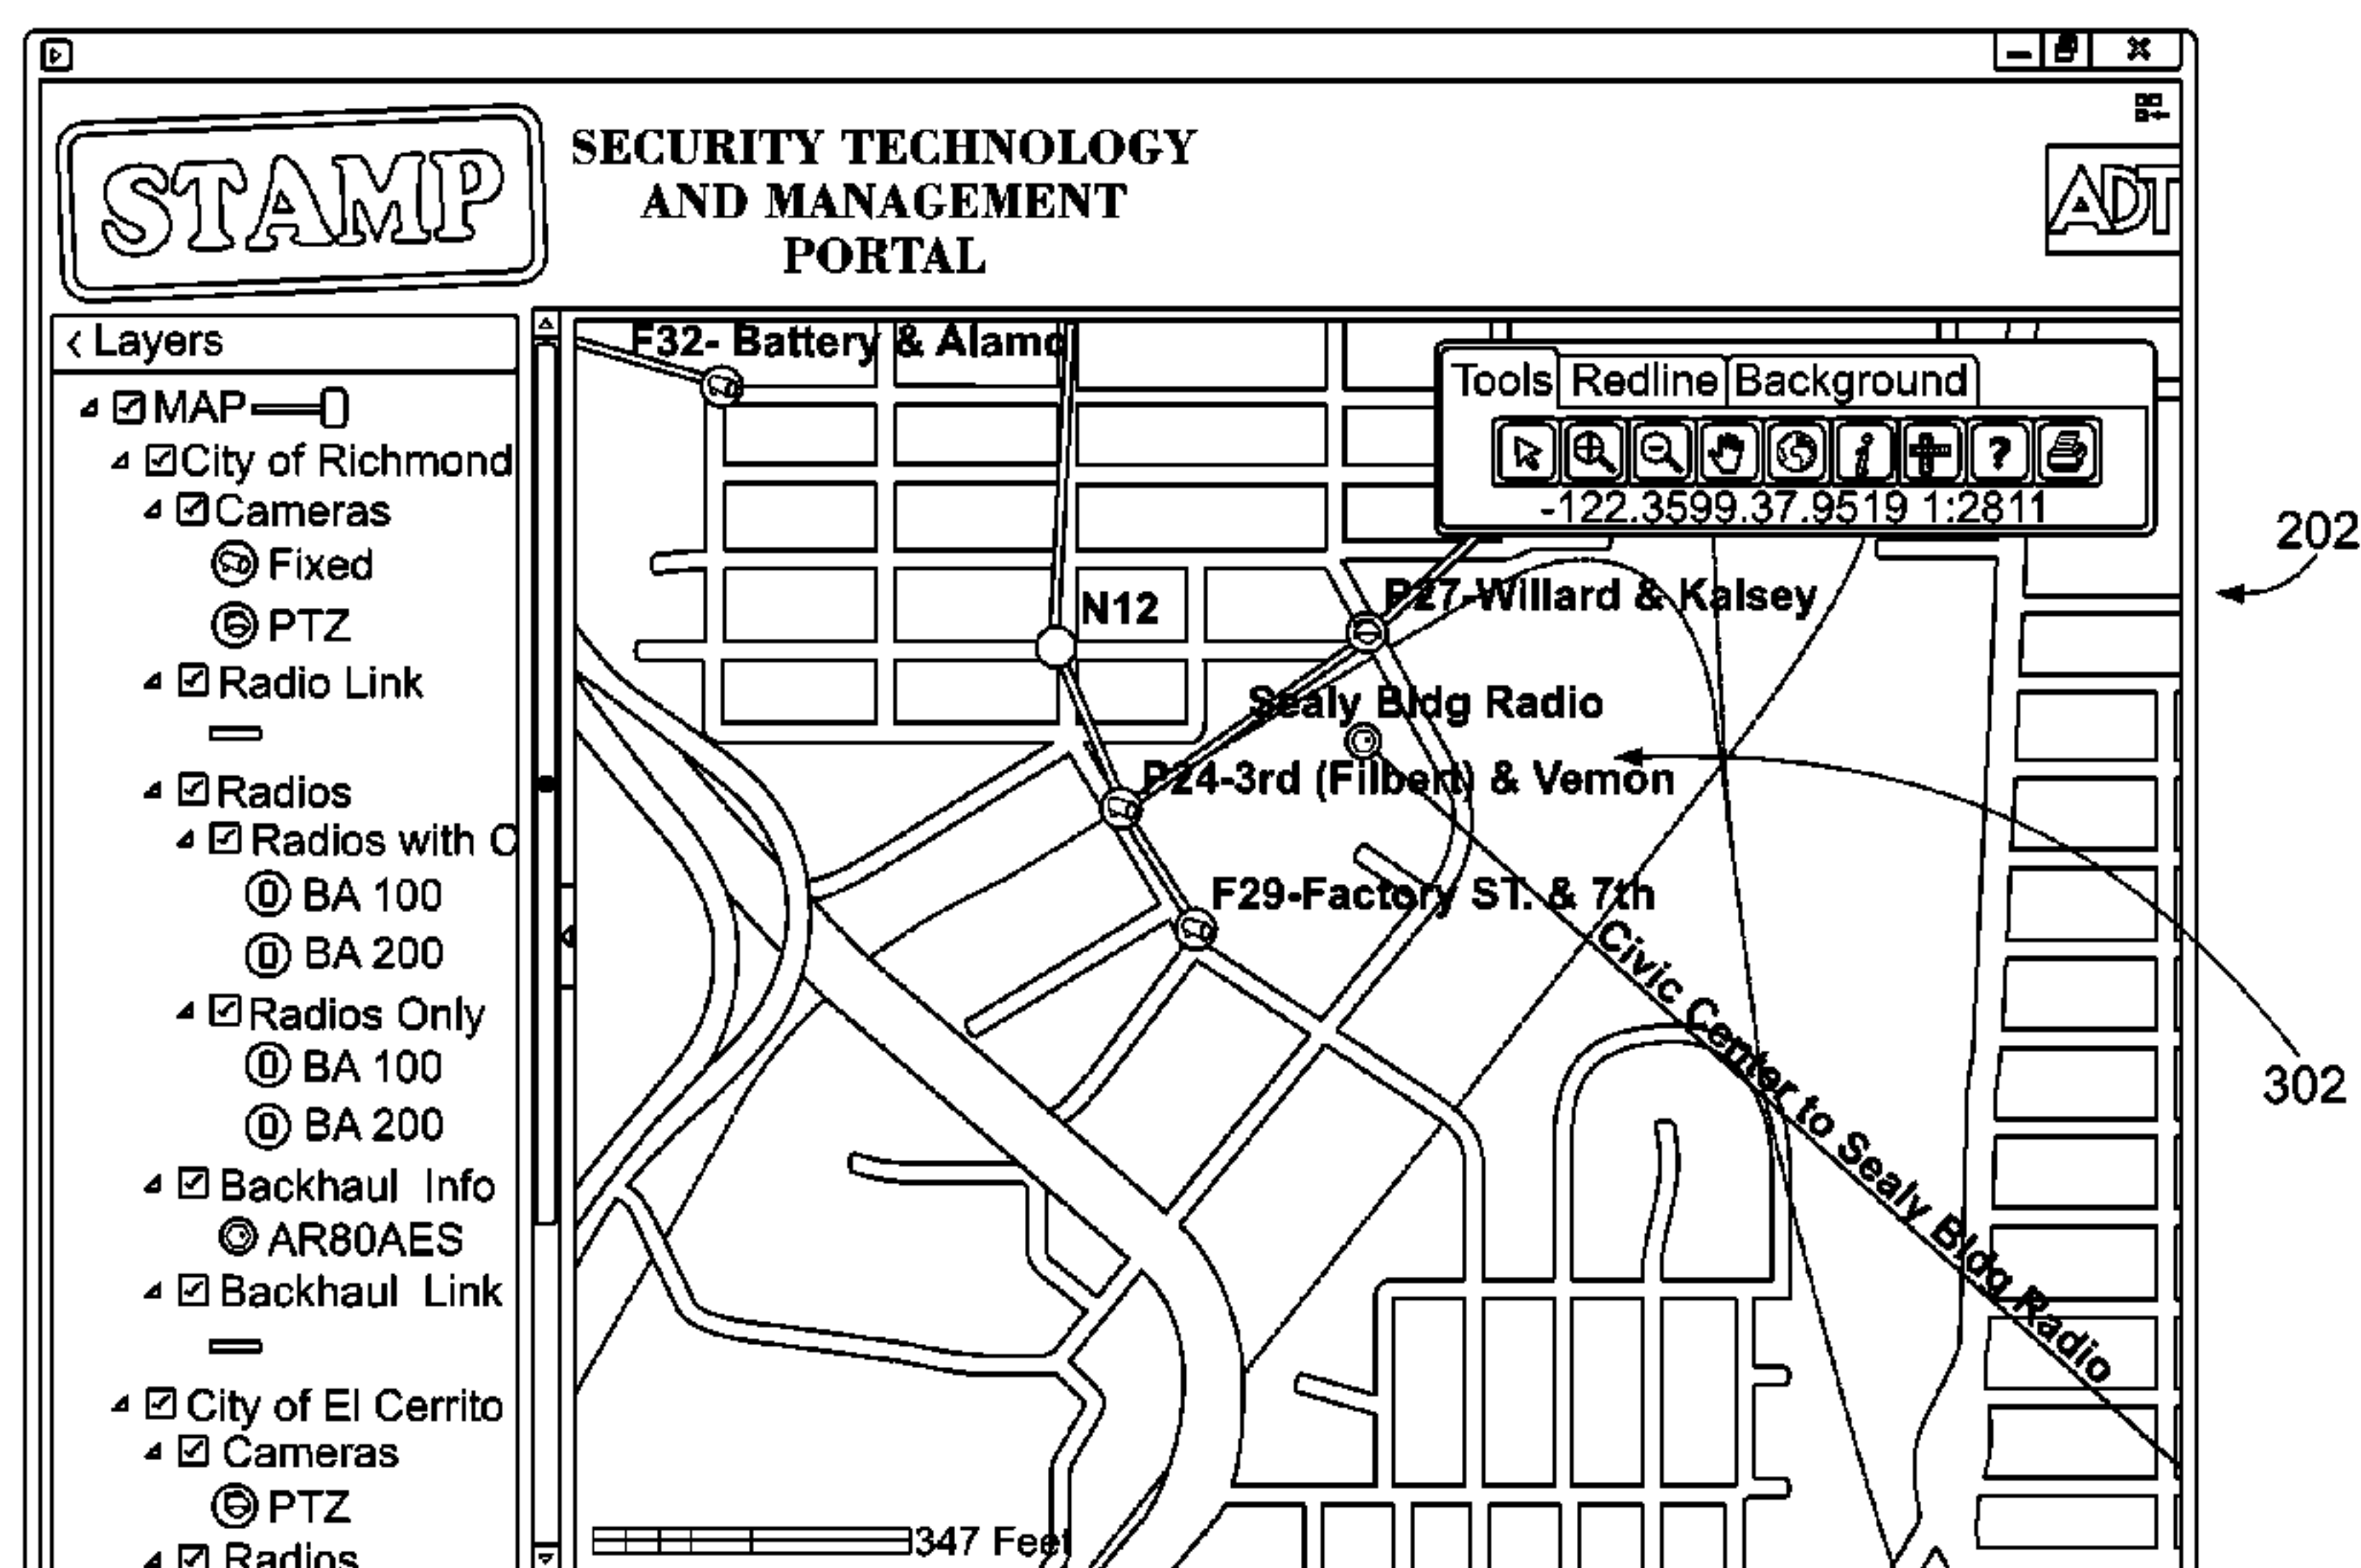 STAMP
SECURITY TECHNOLOGY
AND MANAGEMENT
PORTAL
ADT
< Layers
MAP
City of Richmond
Cameras
Fixed
PTZ
Radio Link
Radios
Radios with C
BA 100
BA 200
Radios Only
BA 100
BA 200
Backhaul Info
AR80AES
Backhaul Link
City of El Cerrito
Cameras
PTZ
Radios
F32- Battery & Alamo
Tools Redline Background
-122.3599.37.9519 1:2811
N12
P27-Willard & Kalsey
Sealy Bldg Radio
P24-3rd (Filbert) & Vemon
F29-Factory ST. & 7th
Civic Center to Sealy Bldg Radio
347 Feet
202
302